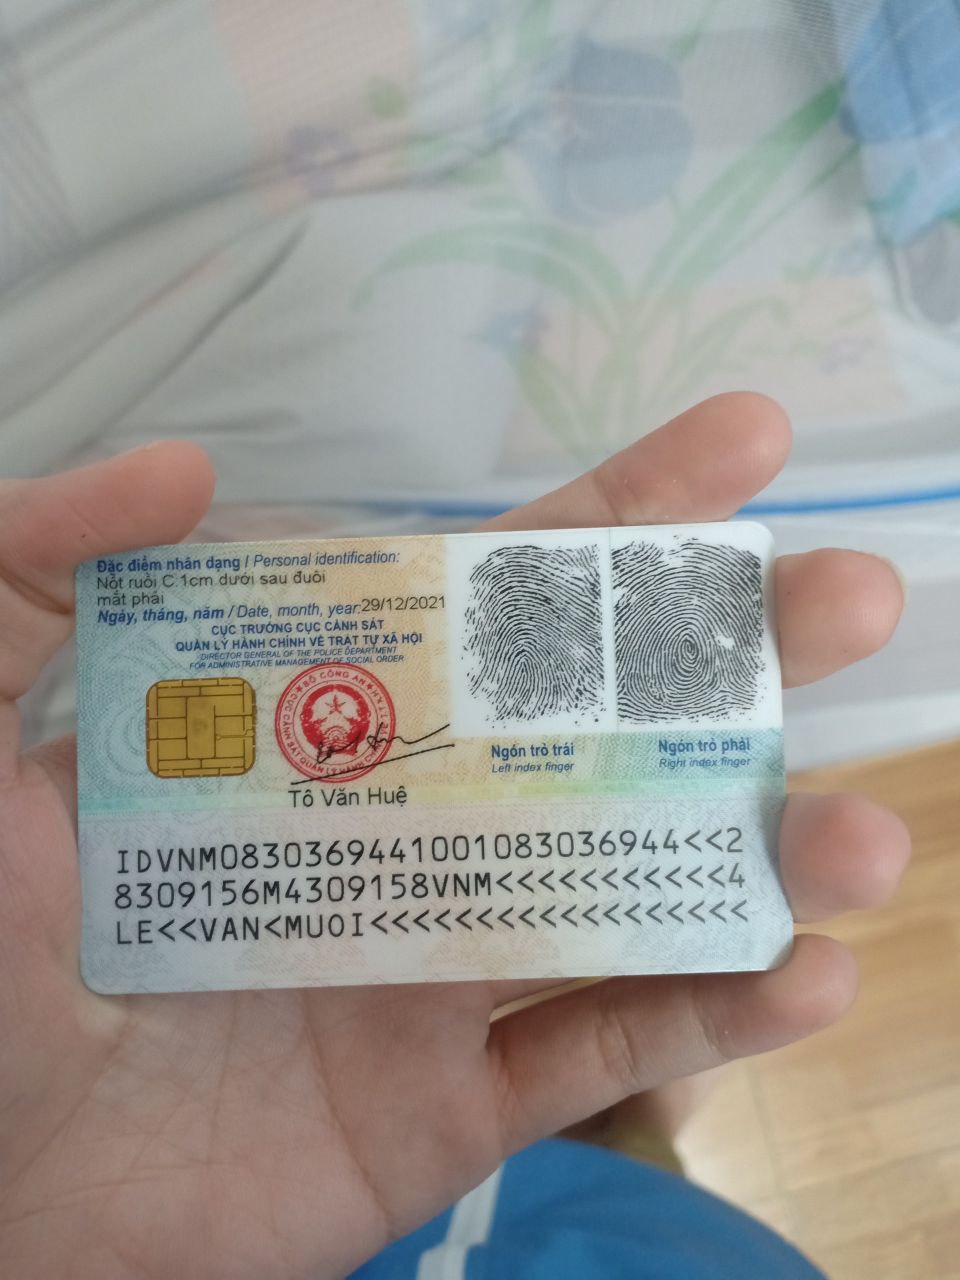 Đặc điểm nhân dạng / Personal identification:
Nốt ruồi C.1cm dưới sau đuôi
mắt phải
Ngày, tháng, năm / Date, month, year:29/12/2021
CỤC TRƯỞNG CỤC CẢNH SÁT
QUẢN LÝ HÀNH CHÍNH VỀ TRẬT TỰ XÃ HỘI
DIRECTOR GENERAL OF THE POLICE DEPARTMENT
FOR ADMINISTRATIVE MANAGEMENT OF SOCIAL ORDER
BỘ CÔNG AN
Tô Văn Huệ
Ngón trỏ trái
Left index finger
Ngón trỏ phải
Right index finger
IDVNM0830369441001083036944<<2
8309156M4309158VNM<<<<<<<<<<<4
LE<<VAN<MUOI<<<<<<<<<<<<<<<<<<